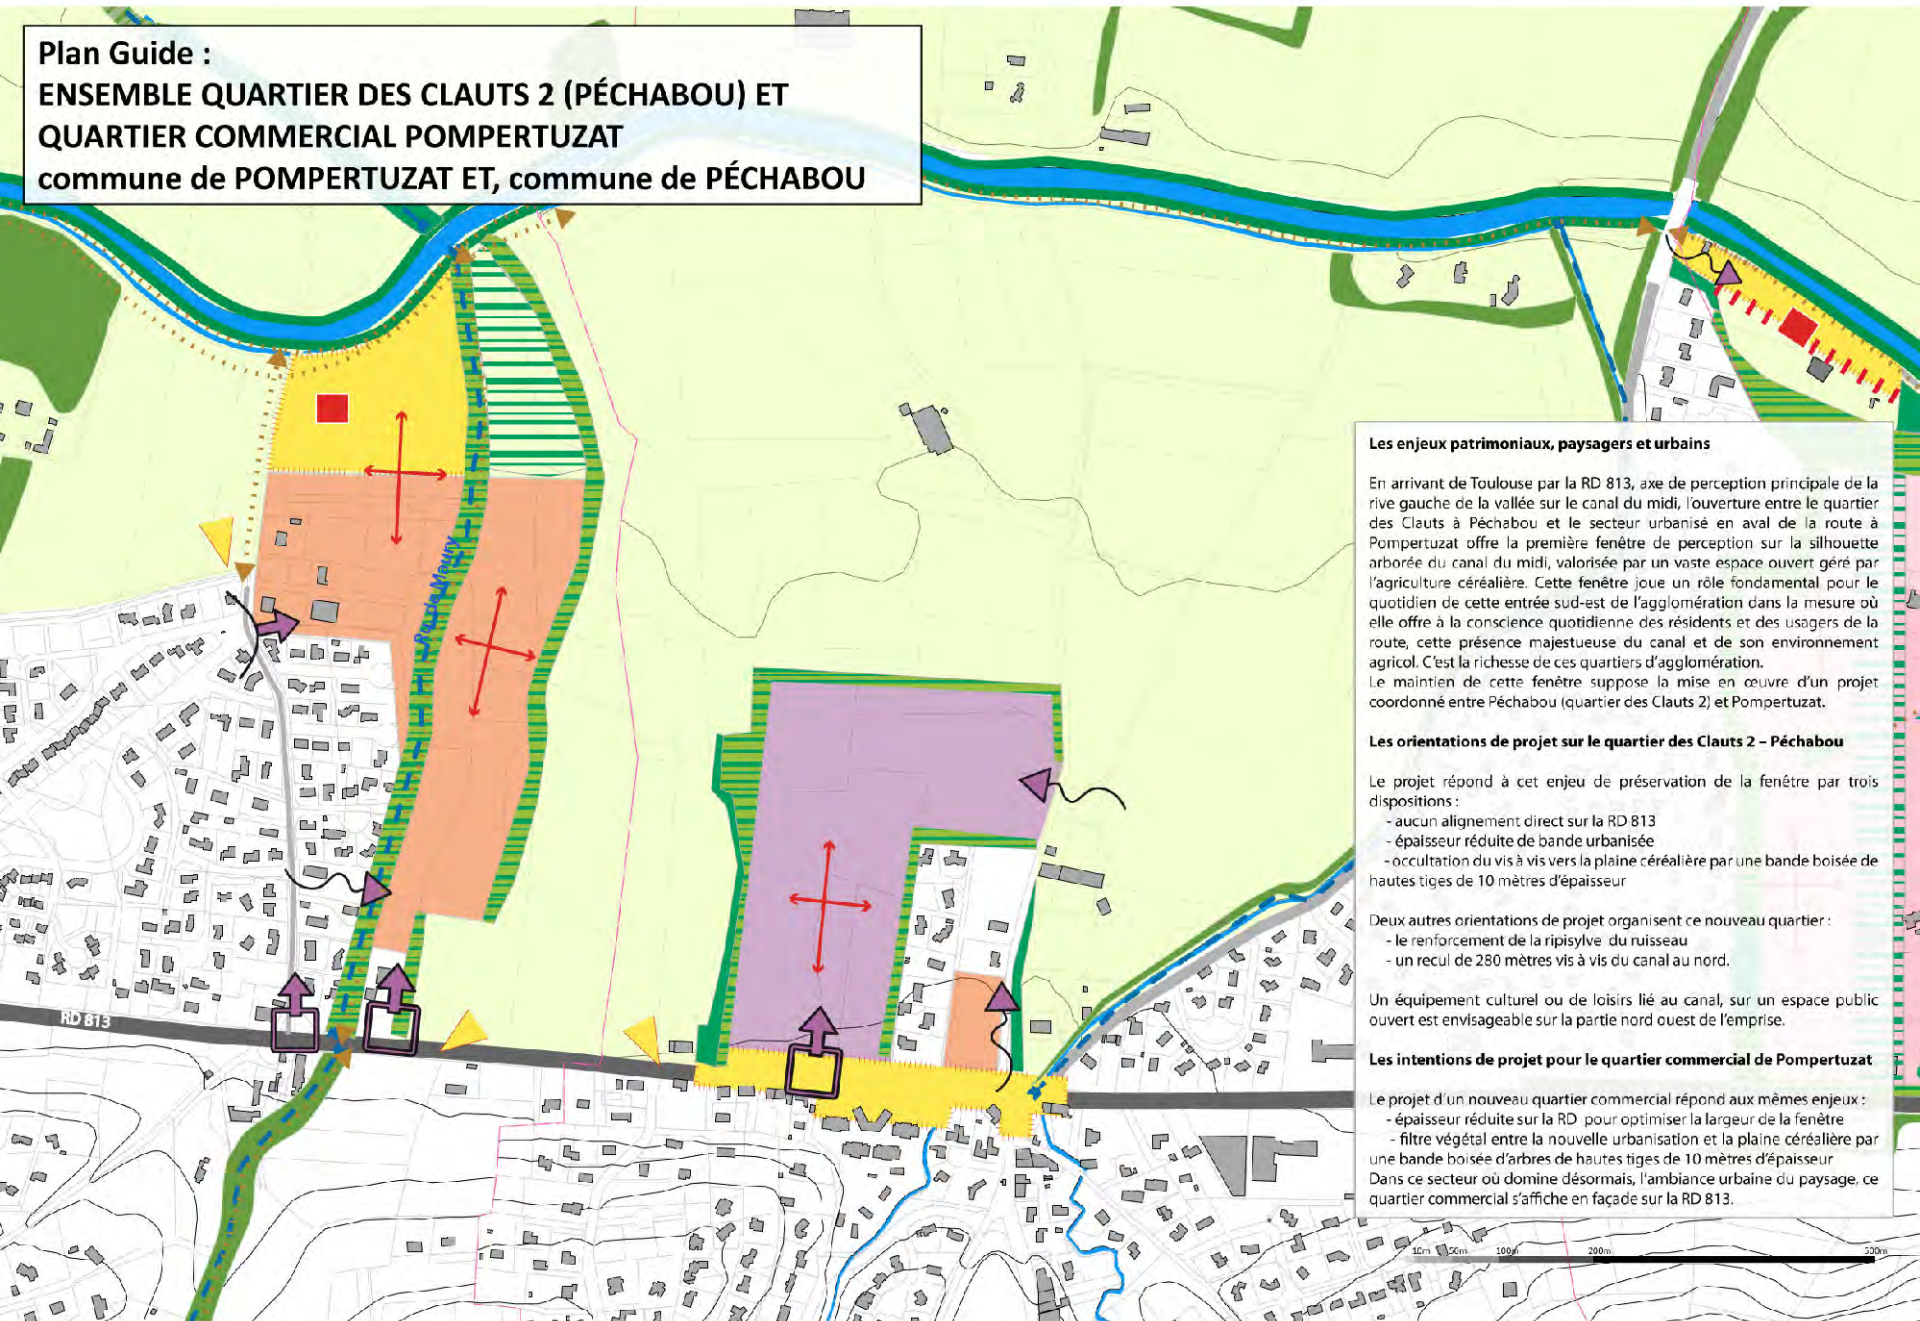 Plan Guide :
ENSEMBLE QUARTIER DES CLAUTS 2 (PÉCHABOU) ET
QUARTIER COMMERCIAL POMPERTUZAT
commune de POMPERTUZAT ET, commune de PÉCHABOU
Les enjeux patrimoniaux, paysagers et urbains
En arrivant de Toulouse par la RD 813, axe de perception principale de la
rive gauche de la vallée sur le canal du midi, l'ouverture entre le quartier
des Clauts à Péchabou et le secteur urbanisé en aval de la route à
Pompertuzat offre la première fenêtre de perception sur la silhouette
arborée du canal du midi, valorisée par un vaste espace ouvert géré par
l'agriculture céréalière. Cette fenêtre joue un rôle fondamental pour le
quotidien de cette entrée sud-est de l'agglomération dans la mesure où
elle offre à la conscience quotidienne des résidents et des usagers de la
route, cette présence majestueuse du canal et de son environnement
agricol. C'est la richesse de ces quartiers d'agglomération.
Le maintien de cette fenêtre suppose la mise en œuvre d'un projet
coordonné entre Péchabou (quartier des Clauts 2) et Pompertuzat.
Les orientations de projet sur le quartier des Clauts 2 – Péchabou
Le projet répond à cet enjeu de préservation de la fenêtre par trois
dispositions :
- aucun alignement direct sur la RD 813
- épaisseur réduite de bande urbanisée
- occultation du vis à vis vers la plaine céréalière par une bande boisée de
hautes tiges de 10 mètres d'épaisseur
Deux autres orientations de projet organisent ce nouveau quartier :
- le renforcement de la ripisylve du ruisseau
- un recul de 280 mètres vis à vis du canal au nord.
Un équipement culturel ou de loisirs lié au canal, sur un espace public
ouvert est envisageable sur la partie nord ouest de l'emprise.
Les intentions de projet pour le quartier commercial de Pompertuzat
Le projet d'un nouveau quartier commercial répond aux mêmes enjeux :
- épaisseur réduite sur la RD pour optimiser la largeur de la fenêtre
- filtre végétal entre la nouvelle urbanisation et la plaine céréalière par
une bande boisée d'arbres de hautes tiges de 10 mètres d'épaisseur
Dans ce secteur où domine désormais, l'ambiance urbaine du paysage, ce
quartier commercial s'affiche en façade sur la RD 813.
Ru de Maury
RD 813
10m 50m 100m 200m 500m